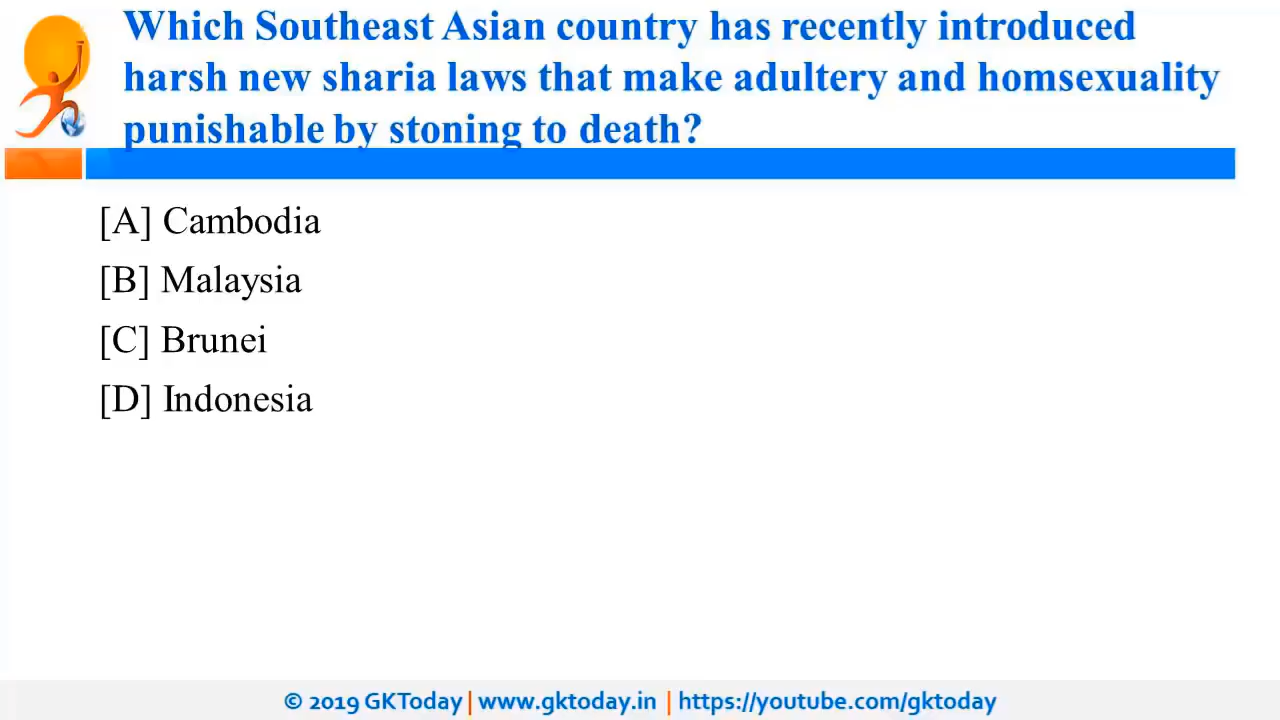 Which Southeast Asian country has recently introduced
harsh new sharia laws that make adultery and homsexuality
punishable by stoning to death?
[A] Cambodia
[B] Malaysia
[C] Brunei
[D] Indonesia
© 2019 GKToday | www.gktoday.in | https://youtube.com/gktoday